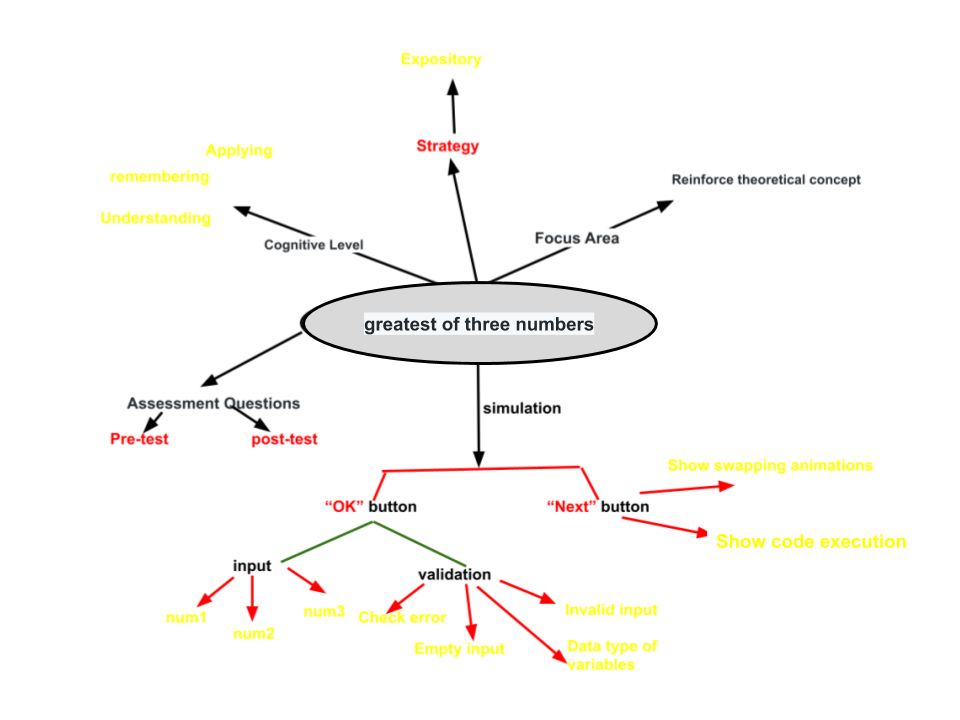 Expository
Strategy
Applying
remembering
Understanding
Reinforce theoretical concept
Cognitive Level
Focus Area
greatest of three numbers
Assessment Questions
Pre-test
post-test
simulation
Show swapping animations
“OK” button
“Next” button
Show code execution
input
validation
num1
num2
num3
Check error
Empty Input
Invalid input
Data type of
variables